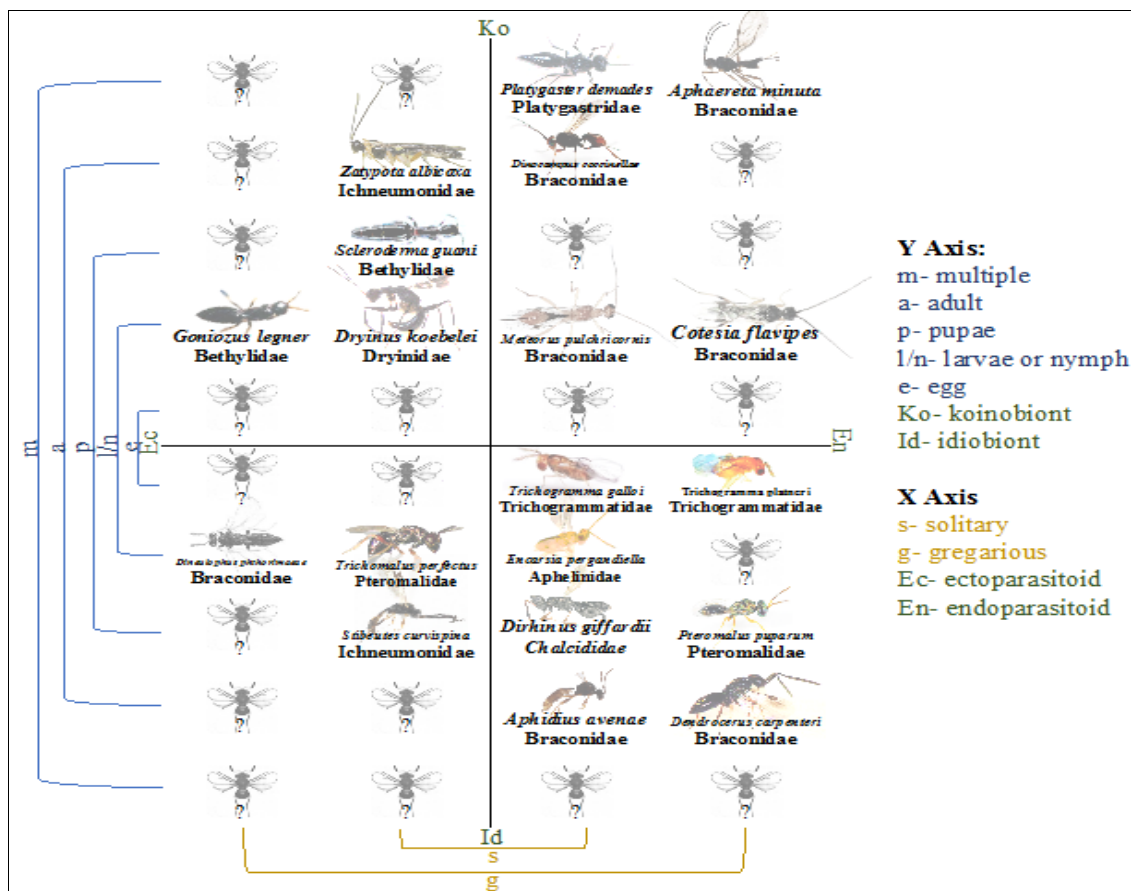 Ko
?
?
Platygaster demades
Platygastridae
Aphaereta minuta
Braconidae
?
Zatypota albicoxa
Ichneumonidae
Dinocampus coccinellae
Braconidae
?
?
Scleroderma guani
Bethylidae
?
?
Goniozus legner
Bethylidae
Dryinus koebelei
Dryinidae
Meteorus pulchricornis
Braconidae
Cotesia flavipes
Braconidae
?
?
?
?
m
a
p
l/n
e
Ec
En
?
?
Trichogramma galloi
Trichogrammatidae
Trichogramma platneri
Trichogrammatidae
Braconidae
Trichomalus perfectus
Pteromalidae
Encarsia pergandiella
Aphelinidae
?
?
Stibeutes curvispina
Ichneumonidae
Dirhinus giffardii
Chalcididae
Pteromalus puparum
Pteromalidae
?
?
Aphidius avenae
Braconidae
Dendrocerus carpenteri
Braconidae
?
?
?
?
Id
s
g
Y Axis:
m- multiple
a- adult
p- pupae
l/n- larvae or nymph
e- egg
Ko- koinobiont
Id- idiobiont
X Axis
s- solitary
g- gregarious
Ec- ectoparasitoid
En- endoparasitoid